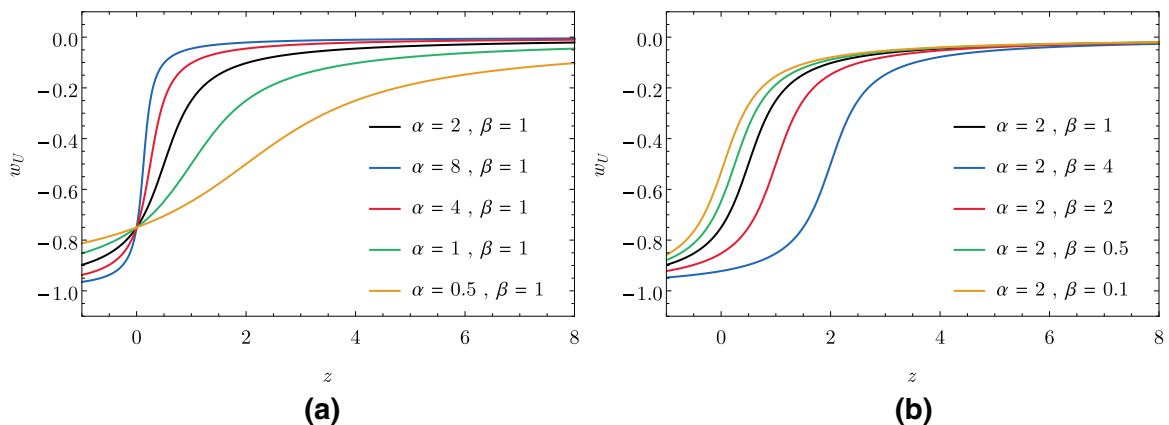 0.0
−0.2
−0.4
−0.6
−0.8
−1.0
w_U
0 2 4 6 8
z
α = 2 , β = 1
α = 8 , β = 1
α = 4 , β = 1
α = 1 , β = 1
α = 0.5 , β = 1
(a)
0.0
−0.2
−0.4
−0.6
−0.8
−1.0
w_U
0 2 4 6 8
z
α = 2 , β = 1
α = 2 , β = 4
α = 2 , β = 2
α = 2 , β = 0.5
α = 2 , β = 0.1
(b)